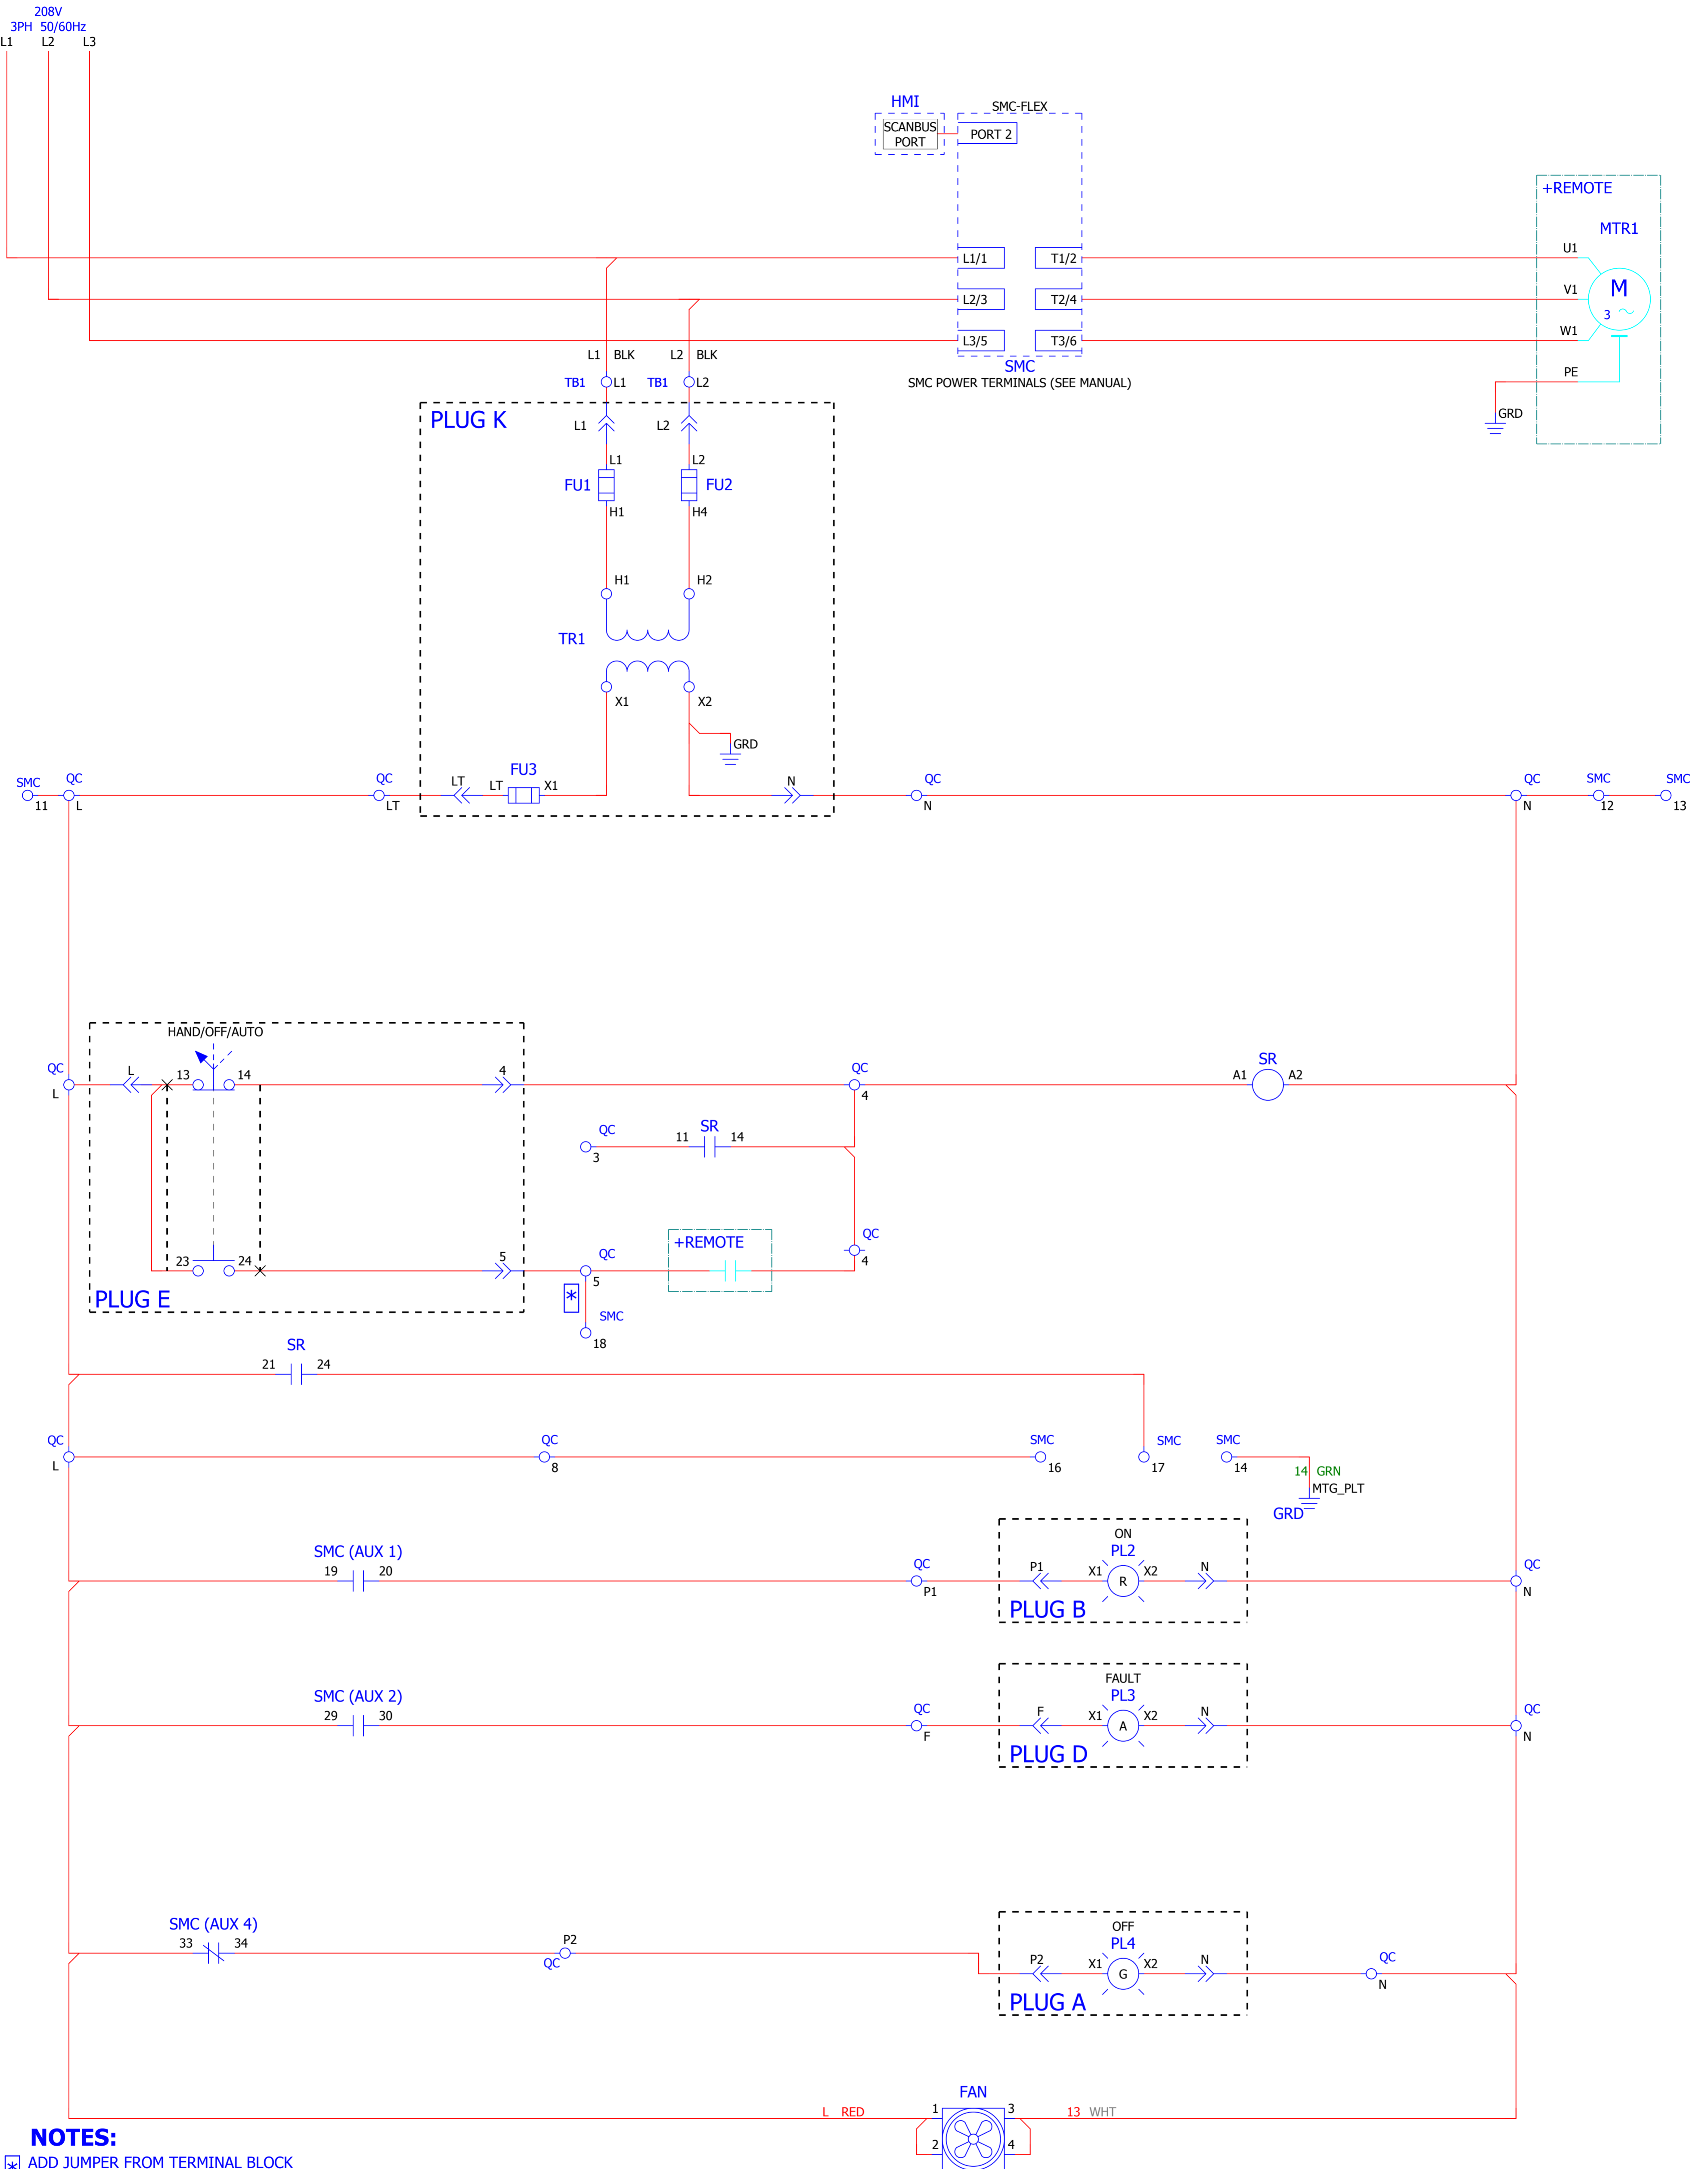 208V
3PH 50/60Hz
L1 L2 L3
HMI
SMC-FLEX
SCANBUS
PORT
PORT 2
+REMOTE
MTR1
U1
L1/1 T1/2
M
3
V1
L2/3 T2/4
W1
L3/5 T3/6
L1 BLK L2 BLK
SMC
PE
SMC POWER TERMINALS (SEE MANUAL)
TB1 L1 TB1 L2
GRD
PLUG K
L1 L2
L1 L2
FU1 FU2
H1 H4
H1 H2
TR1
X1 X2
GRD
FU3
SMC QC QC LT LT X1 N QC QC SMC SMC
11 L LT N N 12 13
HAND/OFF/AUTO
QC L 13 14 4 QC SR
A1 A2
L 4
QC 11 SR 14
3
QC
+REMOTE
4
23 24 5 QC
5
PLUG E
*
SMC
18
SR
21 24
QC QC SMC SMC SMC
L 8 16 17 14
14 GRN
MTG_PLT
GRD
ON
SMC (AUX 1) PL2
19 20 QC P1 X1 R X2 N QC
P1 N
PLUG B
FAULT
SMC (AUX 2) PL3
29 30 QC F X1 A X2 N QC
F N
PLUG D
SMC (AUX 4) OFF
33 34 P2 PL4
QC P2 X1 G X2 N QC
N
PLUG A
FAN
L RED 1 3 13 WHT
2 4
NOTES:
* ADD JUMPER FROM TERMINAL BLOCK